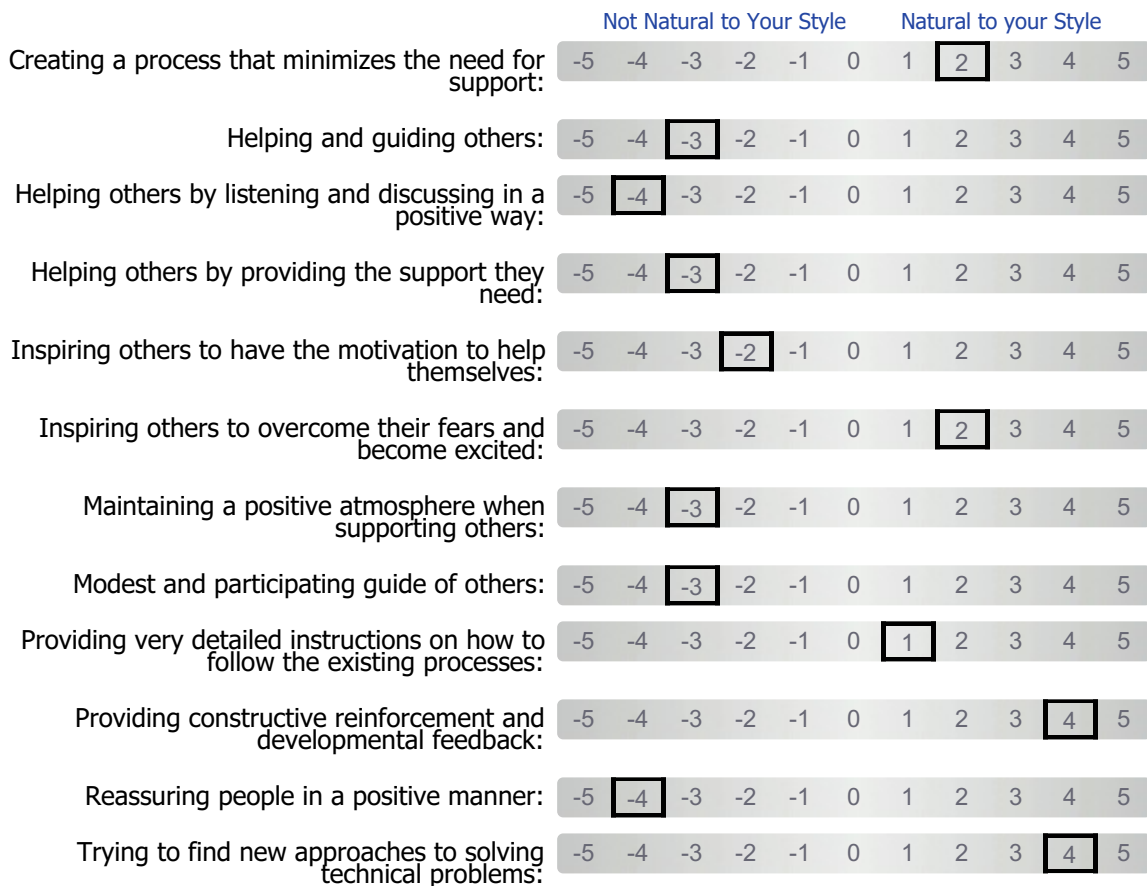 Not Natural to Your Style Natural to your Style
Creating a process that minimizes the need for
support:
-5 -4 -3 -2 -1 0 1 2 3 4 5
Helping and guiding others:
-5 -4 -3 -2 -1 0 1 2 3 4 5
Helping others by listening and discussing in a
positive way:
-5 -4 -3 -2 -1 0 1 2 3 4 5
Helping others by providing the support they
need:
-5 -4 -3 -2 -1 0 1 2 3 4 5
Inspiring others to have the motivation to help
themselves:
-5 -4 -3 -2 -1 0 1 2 3 4 5
Inspiring others to overcome their fears and
become excited:
-5 -4 -3 -2 -1 0 1 2 3 4 5
Maintaining a positive atmosphere when
supporting others:
-5 -4 -3 -2 -1 0 1 2 3 4 5
Modest and participating guide of others:
-5 -4 -3 -2 -1 0 1 2 3 4 5
Providing very detailed instructions on how to
follow the existing processes:
-5 -4 -3 -2 -1 0 1 2 3 4 5
Providing constructive reinforcement and
developmental feedback:
-5 -4 -3 -2 -1 0 1 2 3 4 5
Reassuring people in a positive manner:
-5 -4 -3 -2 -1 0 1 2 3 4 5
Trying to find new approaches to solving
technical problems:
-5 -4 -3 -2 -1 0 1 2 3 4 5